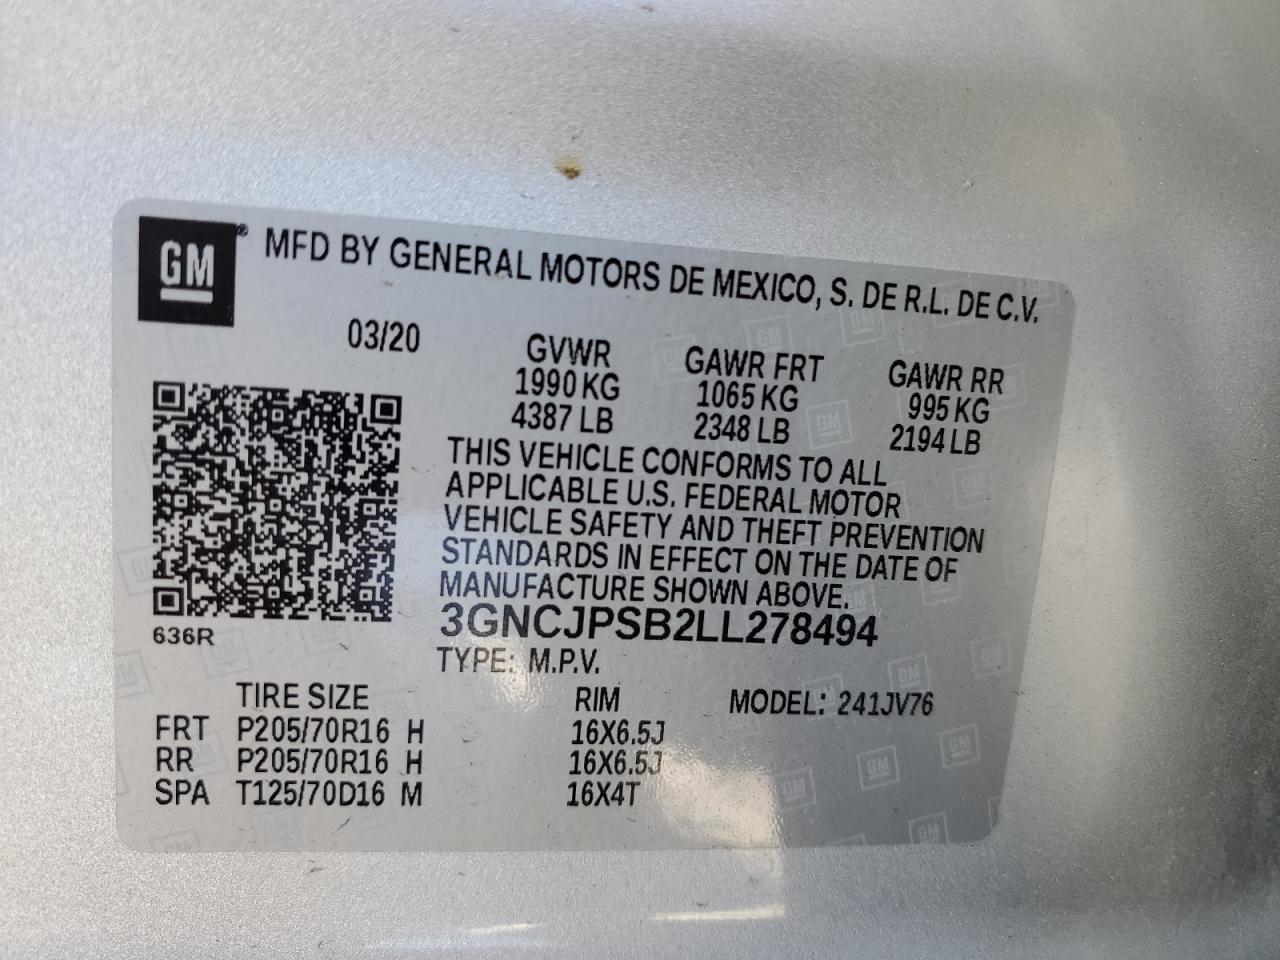 GM® MFD BY GENERAL MOTORS DE MEXICO, S. DE R.L. DE C.V.
03/20
GVWR GAWR FRT GAWR RR
1990 KG 1065 KG 995 KG
4387 LB 2348 LB 2194 LB
THIS VEHICLE CONFORMS TO ALL
APPLICABLE U.S. FEDERAL MOTOR
VEHICLE SAFETY AND THEFT PREVENTION
STANDARDS IN EFFECT ON THE DATE OF
MANUFACTURE SHOWN ABOVE.
3GNCJPSB2LL278494
636R
TYPE: M.P.V.
TIRE SIZE RIM MODEL: 241JV76
FRT P205/70R16 H 16X6.5J
RR P205/70R16 H 16X6.5J
SPA T125/70D16 M 16X4T